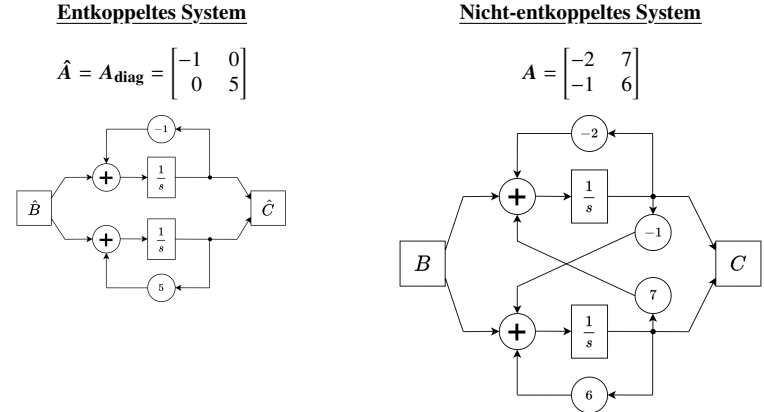 Entkoppeltes System
Nicht-entkoppeltes System
Â = A_diag = [−1 0
0 5]
A = [−2 7
−1 6]
−1
+
1/s
B̂
Ĉ
+
1/s
5
−2
+
1/s
−1
B
C
7
+
1/s
6